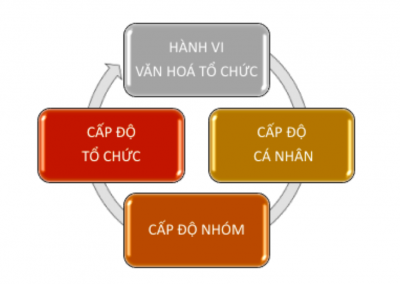 HÀNH VI
VĂN HOÁ TỔ CHỨC
CẤP ĐỘ
TỔ CHỨC
CẤP ĐỘ
CÁ NHÂN
CẤP ĐỘ NHÓM